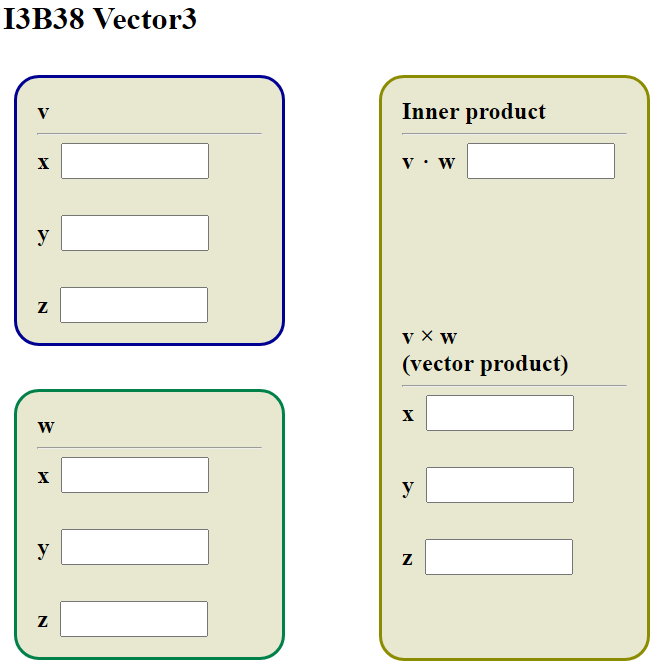 I3B38 Vector3
v
x
y
z
w
x
y
z
Inner product
v · w
v × w
(vector product)
x
y
z